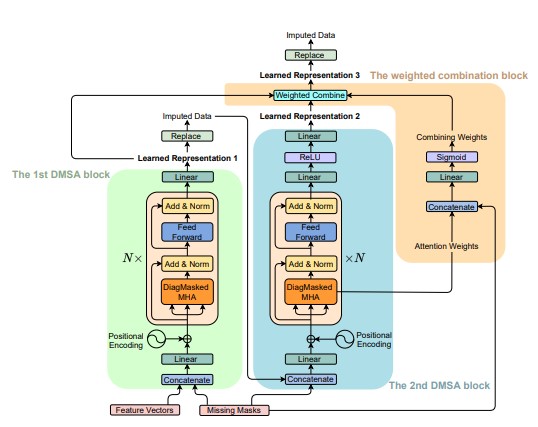 Imputed Data
Replace
Learned Representation 3
The weighted combination block
Weighted Combine
Imputed Data
Learned Representation 2
Replace
Linear
Combining Weights
Learned Representation 1
ReLU
Sigmoid
The 1st DMSA block
Linear
Linear
Linear
Add & Norm
Add & Norm
Concatenate
Feed
Forward
Feed
Forward
Attention Weights
N×
Add & Norm
Add & Norm
×N
DiagMasked
MHA
DiagMasked
MHA
Positional
Encoding
Positional
Encoding
Linear
Linear
Concatenate
Concatenate
The 2nd DMSA block
Feature Vectors
Missing Masks